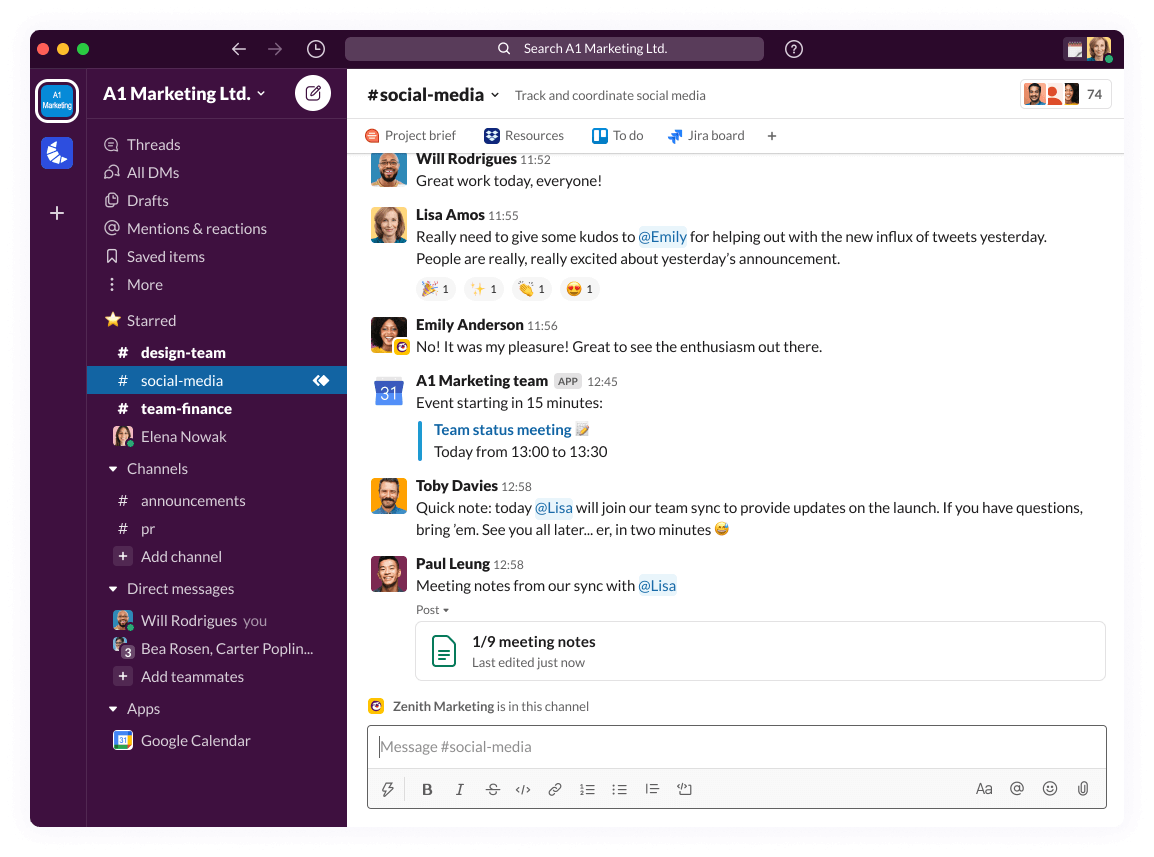 Search A1 Marketing Ltd.
A1
Marketing
A1 Marketing Ltd.
Threads
All DMs
Drafts
Mentions & reactions
Saved items
More
Starred
# design-team
# social-media
# team-finance
Elena Nowak
Channels
# announcements
# pr
+ Add channel
Direct messages
Will Rodrigues you
3 Bea Rosen, Carter Poplin...
+ Add teammates
Apps
31 Google Calendar
#social-media
Track and coordinate social media
74
Project brief
Resources
To do
Jira board
+
Will Rodrigues 11:52
Great work today, everyone!
Lisa Amos 11:55
Really need to give some kudos to @Emily for helping out with the new influx of tweets yesterday.
People are really, really excited about yesterday’s announcement.
🎉 1 ✨ 1 👏 1 😍 1
Emily Anderson 11:56
No! It was my pleasure! Great to see the enthusiasm out there.
31
A1 Marketing team APP 12:45
Event starting in 15 minutes:
Team status meeting 📝
Today from 13:00 to 13:30
Toby Davies 12:58
Quick note: today @Lisa will join our team sync to provide updates on the launch. If you have questions,
bring ’em. See you all later... er, in two minutes 😅
Paul Leung 12:58
Meeting notes from our sync with @Lisa
Post
1/9 meeting notes
Last edited just now
Zenith Marketing is in this channel
Message #social-media
B I S </> Aa @